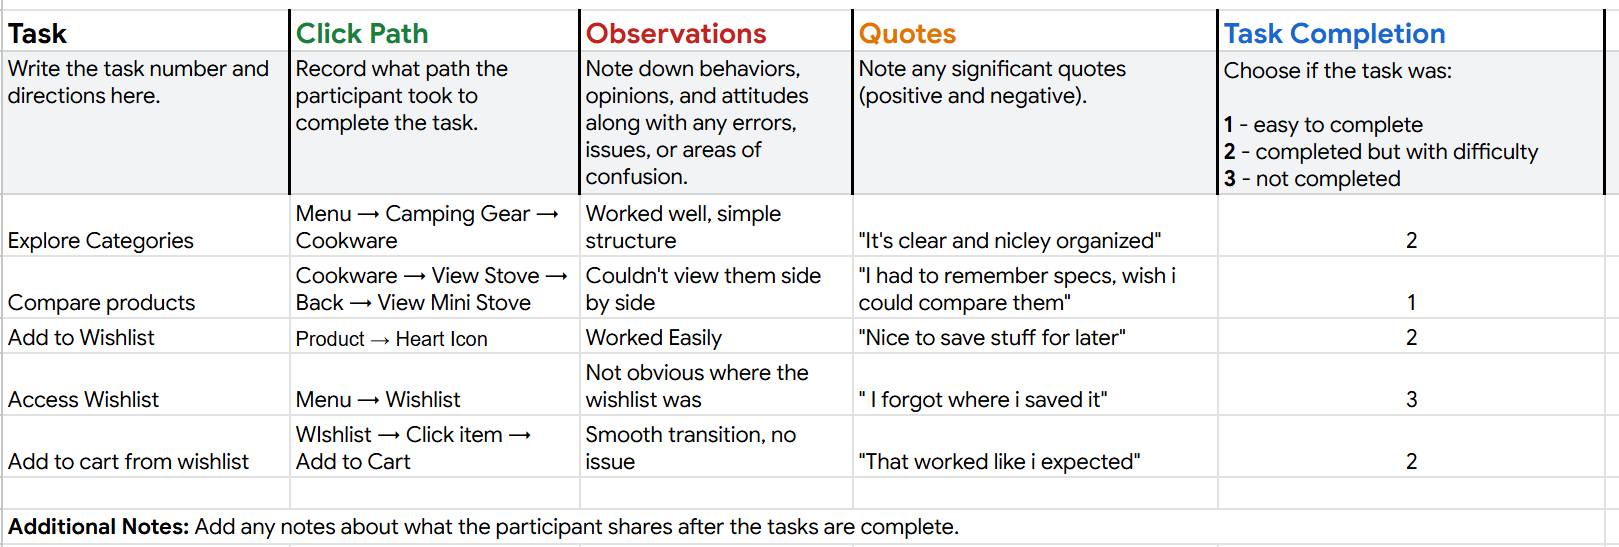 Task
Click Path
Observations
Quotes
Task Completion
Write the task number and
directions here.
Record what path the
participant took to
complete the task.
Note down behaviors,
opinions, and attitudes
along with any errors,
issues, or areas of
confusion.
Note any significant quotes
(positive and negative).
Choose if the task was:
1 - easy to complete
2 - completed but with difficulty
3 - not completed
Explore Categories
Menu → Camping Gear →
Cookware
Worked well, simple
structure
"It's clear and nicley organized"
2
Compare products
Cookware → View Stove →
Back → View Mini Stove
Couldn't view them side
by side
"I had to remember specs, wish i
could compare them"
1
Add to Wishlist
Product → Heart Icon
Worked Easily
"Nice to save stuff for later"
2
Access Wishlist
Menu → Wishlist
Not obvious where the
wishlist was
" I forgot where i saved it"
3
Add to cart from wishlist
WIshlist → Click item →
Add to Cart
Smooth transition, no
issue
"That worked like i expected"
2
Additional Notes: Add any notes about what the participant shares after the tasks are complete.